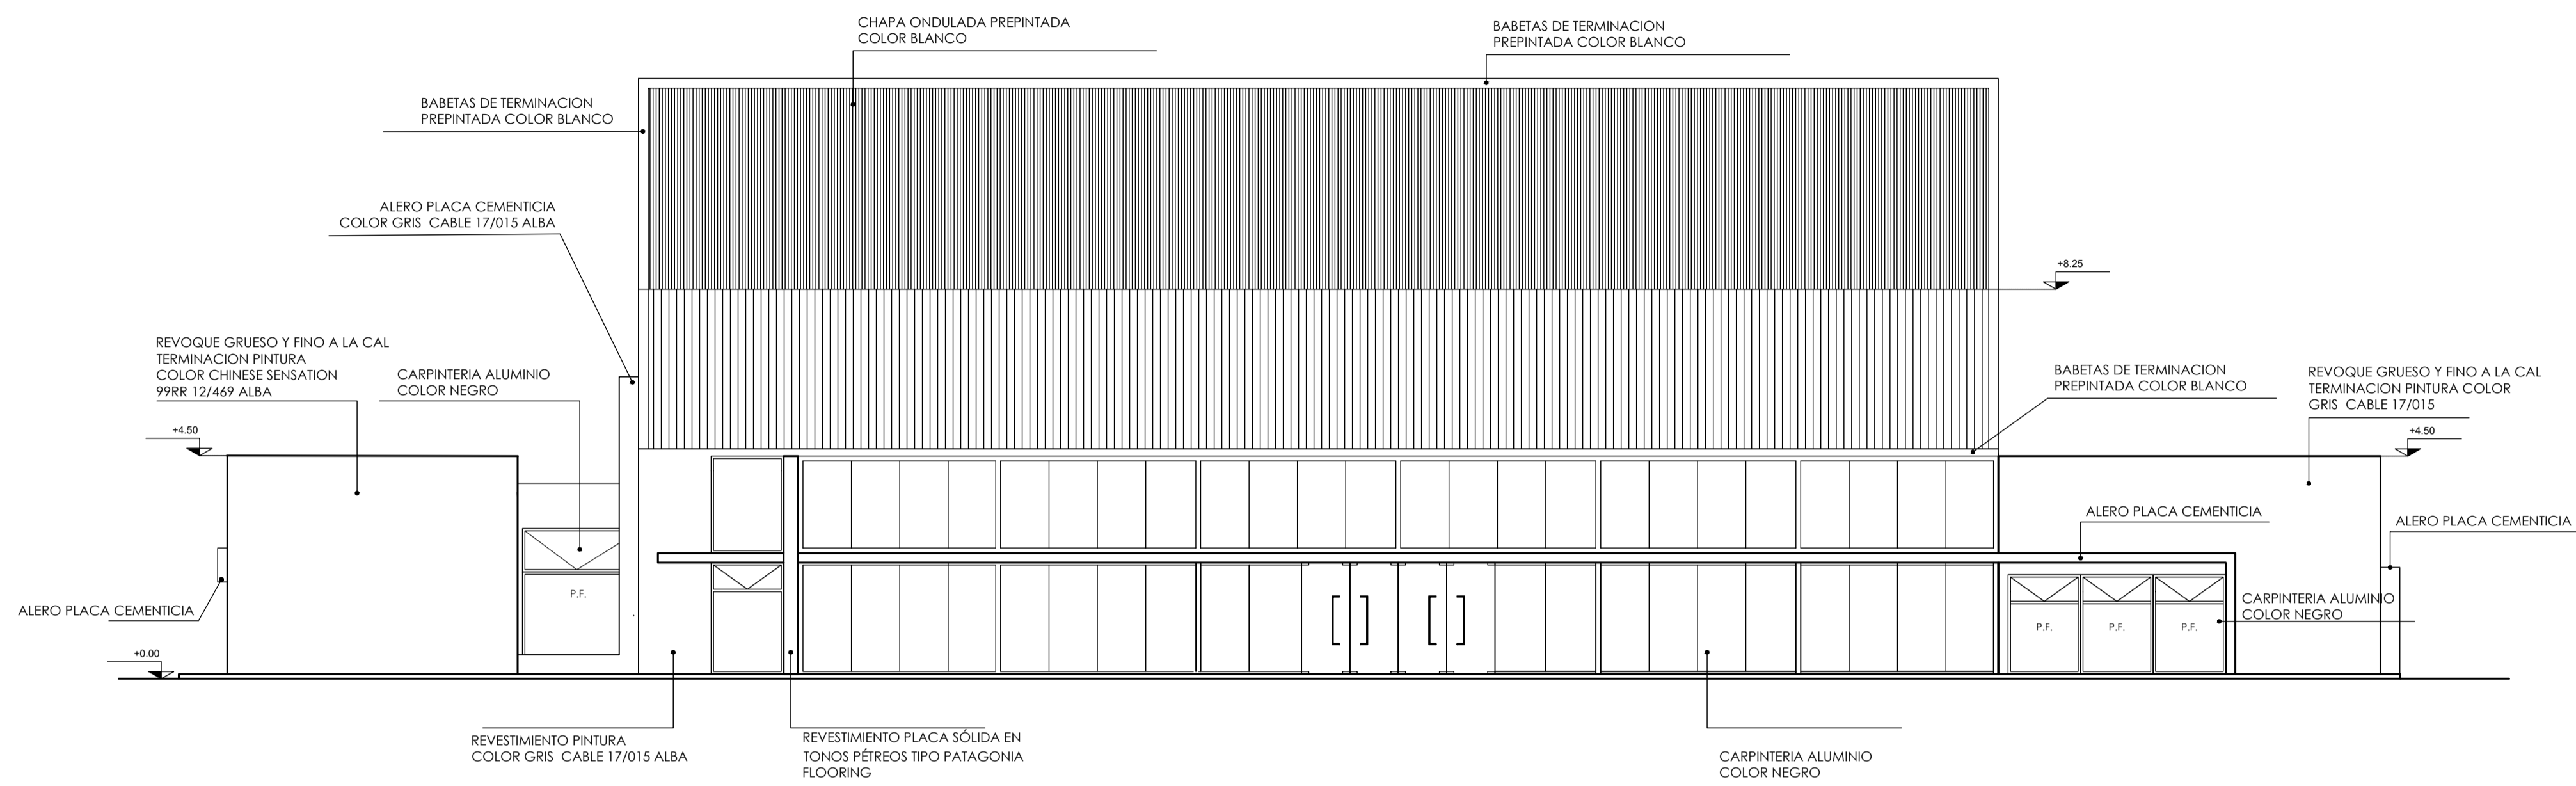 CHAPA ONDULADA PREPINTADA
COLOR BLANCO
BABETAS DE TERMINACION
PREPINTADA COLOR BLANCO
BABETAS DE TERMINACION
PREPINTADA COLOR BLANCO
ALERO PLACA CEMENTICIA
COLOR GRIS CABLE 17/015 ALBA
+8.25
REVOQUE GRUESO Y FINO A LA CAL
TERMINACION PINTURA
COLOR CHINESE SENSATION
99RR 12/469 ALBA
CARPINTERIA ALUMINIO
COLOR NEGRO
BABETAS DE TERMINACION
PREPINTADA COLOR BLANCO
REVOQUE GRUESO Y FINO A LA CAL
TERMINACION PINTURA COLOR
GRIS CABLE 17/015
+4.50
+4.50
ALERO PLACA CEMENTICIA
ALERO PLACA CEMENTICIA
P.F.
ALERO PLACA CEMENTICIA
CARPINTERIA ALUMINIO
COLOR NEGRO
P.F.
P.F.
P.F.
+0.00
REVESTIMIENTO PINTURA
COLOR GRIS CABLE 17/015 ALBA
REVESTIMIENTO PLACA SÓLIDA EN
TONOS PÉTREOS TIPO PATAGONIA
FLOORING
CARPINTERIA ALUMINIO
COLOR NEGRO